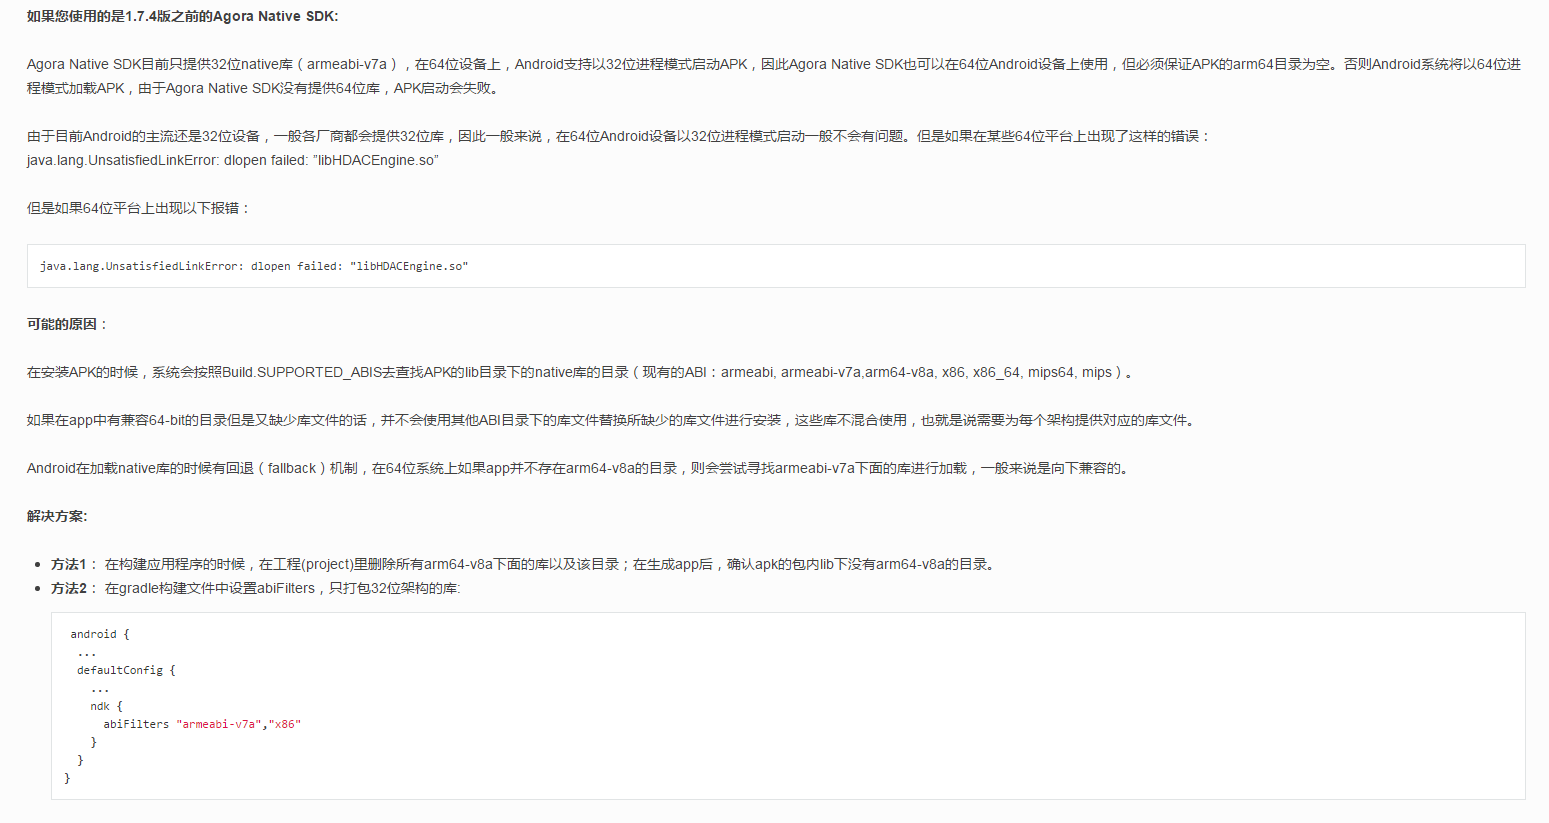 如果您使用的是1.7.4版之前的Agora Native SDK:
Agora Native SDK目前只提供32位native库（armeabi-v7a），在64位设备上，Android支持以32位进程模式启动APK，因此Agora Native SDK也可以在64位Android设备上使用，但必须保证APK的arm64目录为空。否则Android系统将以64位进
程模式加载APK，由于Agora Native SDK没有提供64位库，APK启动会失败。
由于目前Android的主流还是32位设备，一般各厂商都会提供32位库，因此一般来说，在64位Android设备以32位进程模式启动一般不会有问题。但是如果在某些64位平台上出现了这样的错误：
java.lang.UnsatisfiedLinkError: dlopen failed: ”libHDACEngine.so”
但是如果64位平台上出现以下报错：
java.lang.UnsatisfiedLinkError: dlopen failed: "libHDACEngine.so"
可能的原因：
在安装APK的时候，系统会按照Build.SUPPORTED_ABIS去查找APK的lib目录下的native库的目录（现有的ABI：armeabi, armeabi-v7a,arm64-v8a, x86, x86_64, mips64, mips）。
如果在app中有兼容64-bit的目录但是又缺少库文件的话，并不会使用其他ABI目录下的库文件替换所缺少的库文件进行安装，这些库不混合使用，也就是说需要为每个架构提供对应的库文件。
Android在加载native库的时候有回退（fallback）机制，在64位系统上如果app并不存在arm64-v8a的目录，则会尝试寻找armeabi-v7a下面的库进行加载，一般来说是向下兼容的。
解决方案:
• 方法1： 在构建应用程序的时候，在工程(project)里删除所有arm64-v8a下面的库以及该目录；在生成app后，确认apk的包内lib下没有arm64-v8a的目录。
• 方法2： 在gradle构建文件中设置abiFilters，只打包32位架构的库:
android {
...
defaultConfig {
...
ndk {
abiFilters "armeabi-v7a","x86"
}
}
}